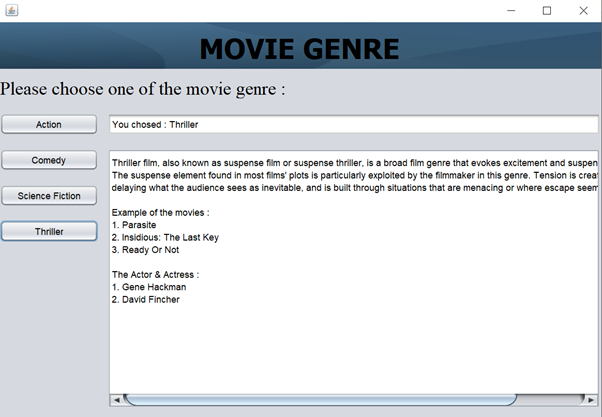 MOVIE GENRE
Please choose one of the movie genre :
Action
You chosed : Thriller
Comedy
Science Fiction
Thriller
Thriller film, also known as suspense film or suspense thriller, is a broad film genre that evokes excitement and suspen
The suspense element found in most films' plots is particularly exploited by the filmmaker in this genre. Tension is crea
delaying what the audience sees as inevitable, and is built through situations that are menacing or where escape seem
Example of the movies :
1. Parasite
2. Insidious: The Last Key
3. Ready Or Not
The Actor & Actress :
1. Gene Hackman
2. David Fincher